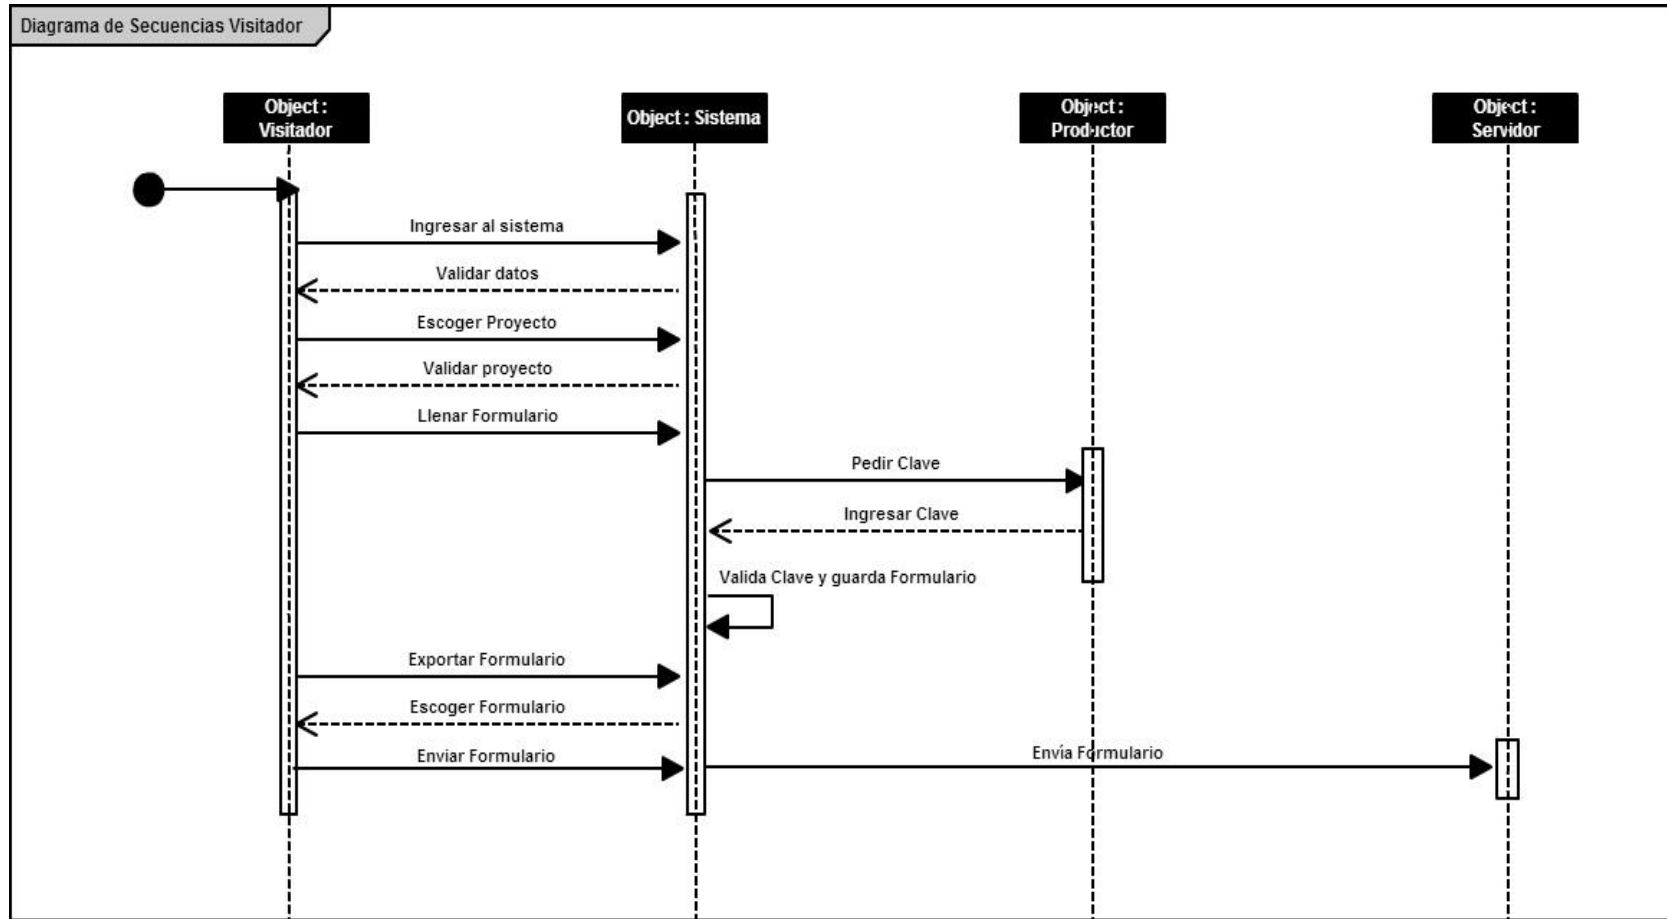 Diagrama de Secuencias Visitador
Object :
Visitador
Object : Sistema
Object :
Productor
Object :
Servidor
Ingresar al sistema
Validar datos
Escoger Proyecto
Validar proyecto
Llenar Formulario
Pedir Clave
Ingresar Clave
Valida Clave y guarda Formulario
Exportar Formulario
Escoger Formulario
Enviar Formulario
Envía Formulario